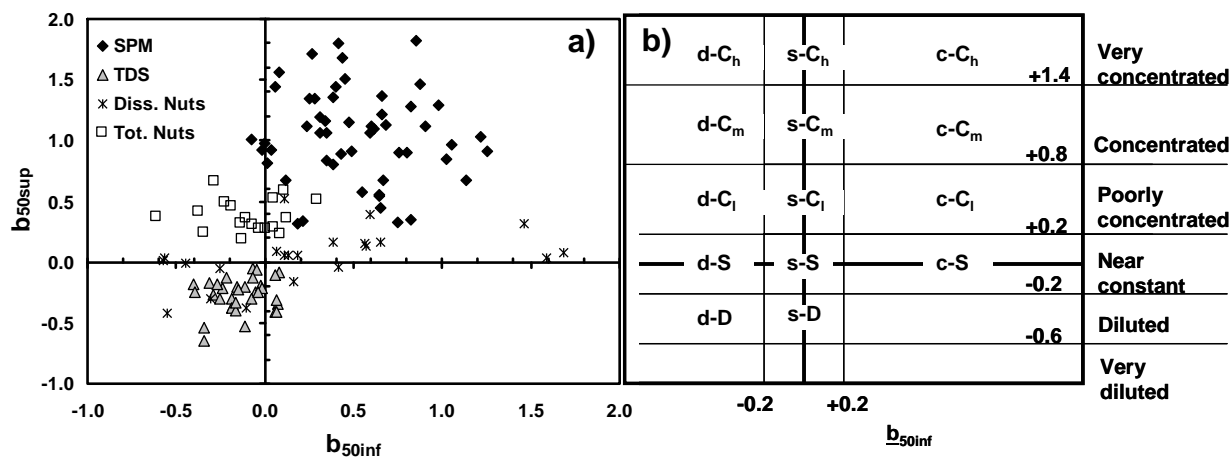 a)
SPM
TDS
Diss. Nuts
Tot. Nuts
2.0
1.5
1.0
0.5
0.0
-0.5
-1.0
b50sup
-1.0 -0.5 0.0 0.5 1.0 1.5 2.0
b50inf
b)
d-Ch s-Ch c-Ch +1.4 Very concentrated
d-Cm s-Cm c-Cm +0.8 Concentrated
d-Cl s-Cl c-Cl +0.2 Poorly concentrated
d-S s-S c-S -0.2 Near constant
d-D s-D -0.6 Diluted
Very diluted
-0.2 +0.2
b50inf